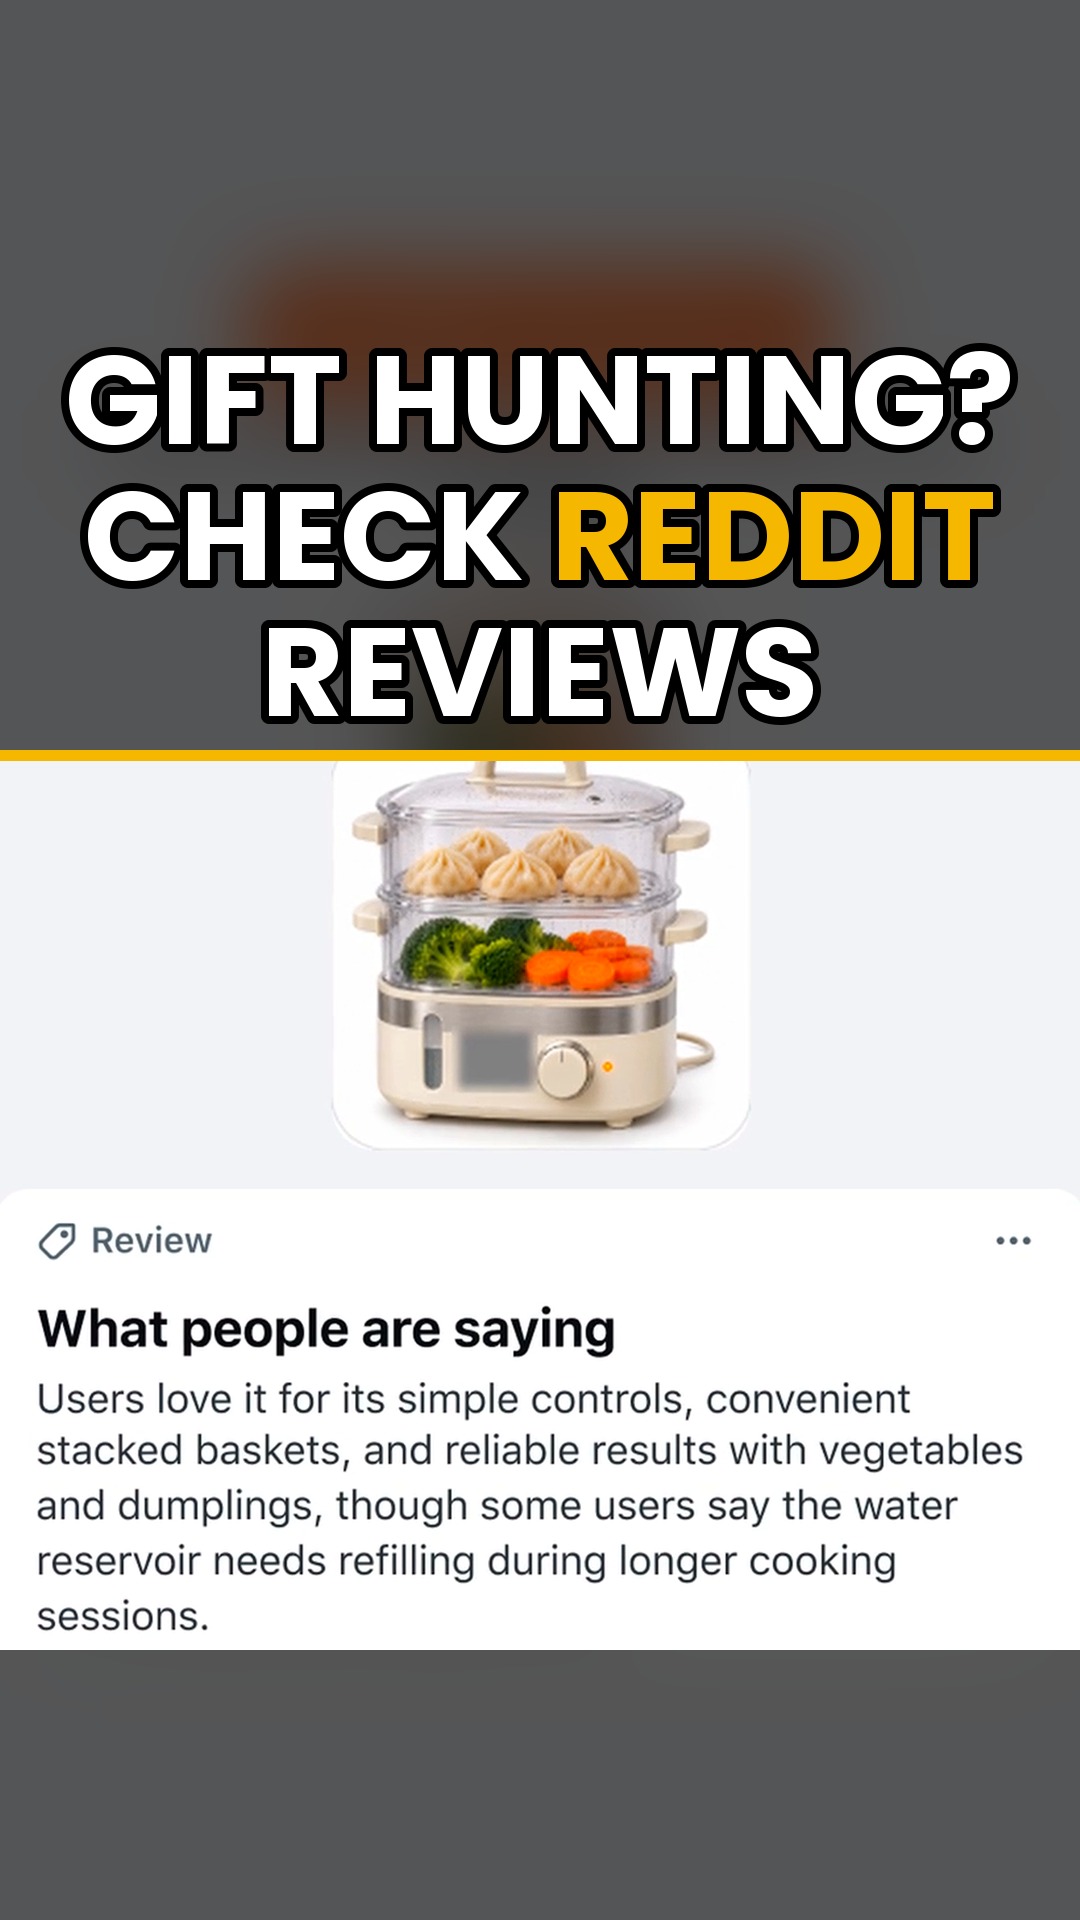 GIFT HUNTING?
CHECK REDDIT
REVIEWS
Review
What people are saying
Users love it for its simple controls, convenient
stacked baskets, and reliable results with vegetables
and dumplings, though some users say the water
reservoir needs refilling during longer cooking
sessions.